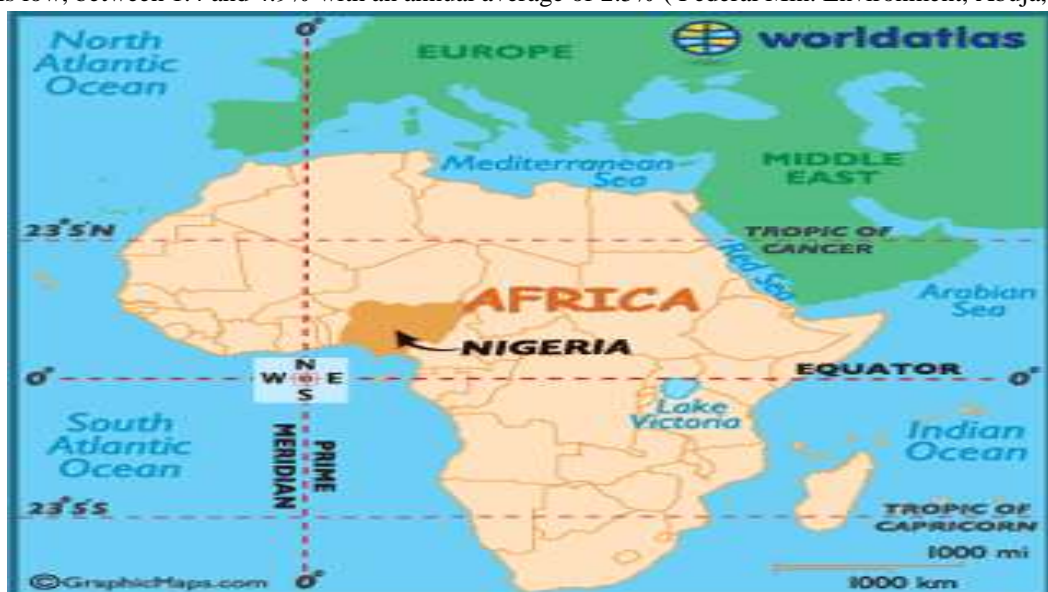 North
Atlantic
Ocean
0°
EUROPE
worldatlas
Mediterranean
Sea
MIDDLE
EAST
23°5'N
TROPIC OF
CANCER
Red Sea
Arabian
Sea
AFRICA
NIGERIA
0°
N
W E
S
EQUATOR
0°
Lake
Victoria
South
Atlantic
Ocean
PRIME
MERIDIAN
Indian
Ocean
23°5'S
TROPIC OF
CAPRICORN
1000 mi
1000 km
©GraphicMaps.com
0°